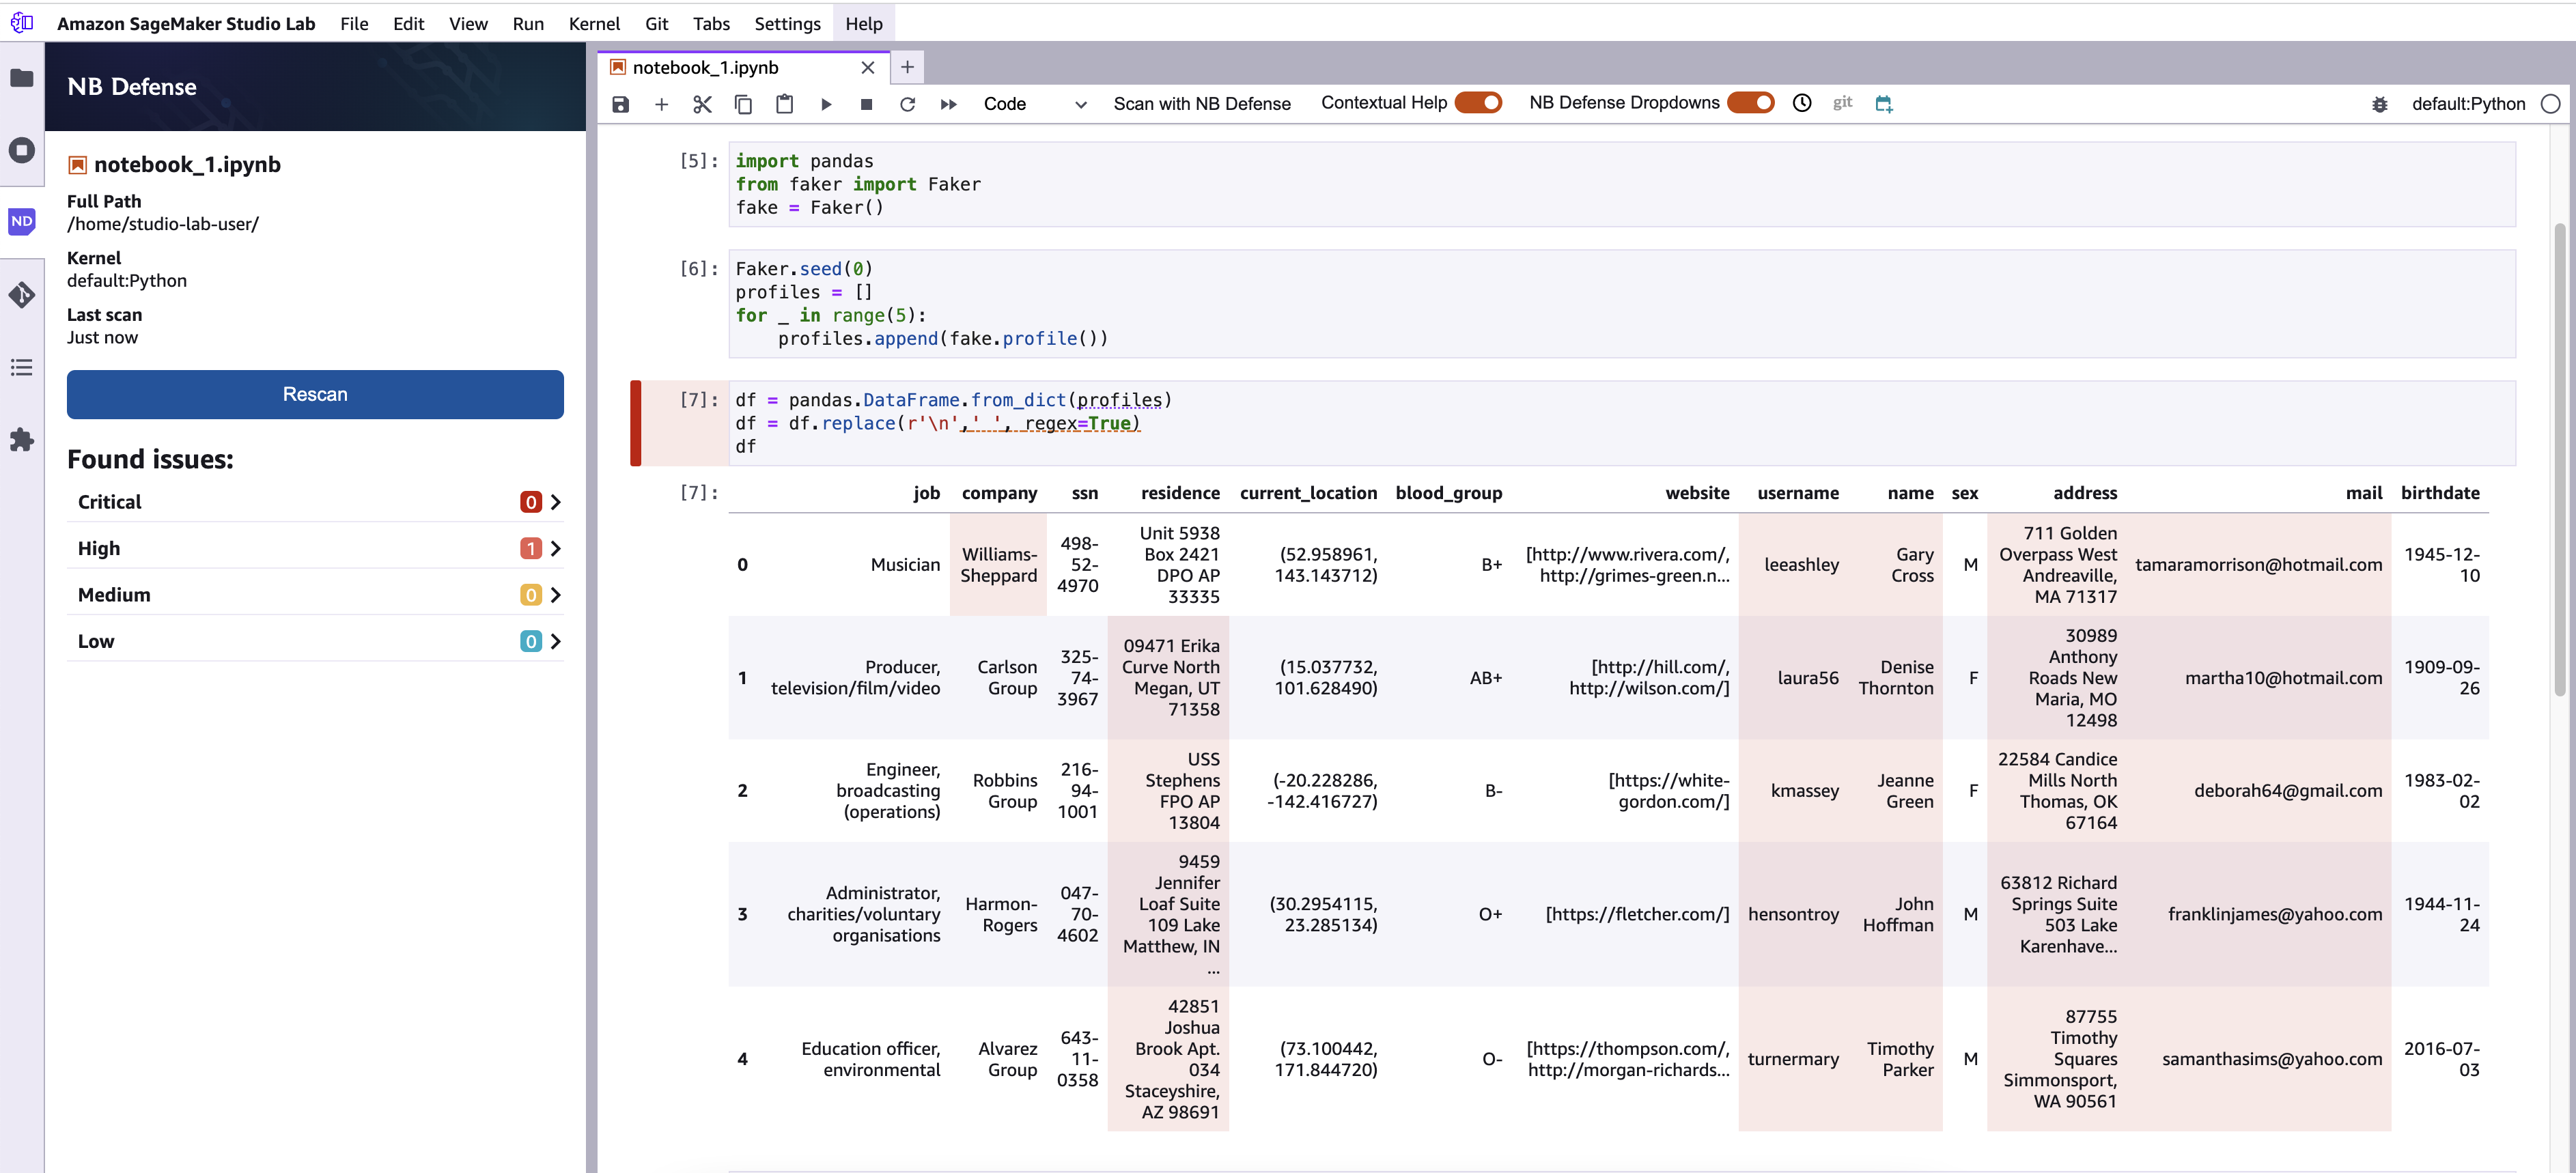 Amazon SageMaker Studio Lab File Edit View Run Kernel Git Tabs Settings Help
NB Defense
notebook_1.ipynb
Full Path
/home/studio-lab-user/
Kernel
default:Python
Last scan
Just now
Rescan
Found issues:
Critical 0
High 1
Medium 0
Low 0
ND
notebook_1.ipynb
Code Scan with NB Defense Contextual Help NB Defense Dropdowns git default:Python
[5]: import pandas
from faker import Faker
fake = Faker()
[6]: Faker.seed(0)
profiles = []
for _ in range(5):
    profiles.append(fake.profile())
[7]: df = pandas.DataFrame.from_dict(profiles)
df = df.replace(r'\n',' ', regex=True)
df
[7]: job company ssn residence current_location blood_group website username name sex address mail birthdate
0 Musician Williams-Sheppard 498-52-4970 Unit 5938 Box 2421 DPO AP 33335 (52.958961, 143.143712) B+ [http://www.rivera.com/, http://grimes-green.n... leeashley Gary Cross M 711 Golden Overpass West Andreaville, MA 71317 tamaramorrison@hotmail.com 1945-12-10
1 Producer, television/film/video Carlson Group 325-74-3967 09471 Erika Curve North Megan, UT 71358 (15.037732, 101.628490) AB+ [http://hill.com/, http://wilson.com/] laura56 Denise Thornton F 30989 Anthony Roads New Maria, MO 12498 martha10@hotmail.com 1909-09-26
2 Engineer, broadcasting (operations) Robbins Group 216-94-1001 USS Stephens FPO AP 13804 (-20.228286, -142.416727) B- [https://white-gordon.com/] kmassey Jeanne Green F 22584 Candice Mills North Thomas, OK 67164 deborah64@gmail.com 1983-02-02
3 Administrator, charities/voluntary organisations Harmon-Rogers 047-70-4602 9459 Jennifer Loaf Suite 109 Lake Matthew, IN ... (30.2954115, 23.285134) O+ [https://fletcher.com/] hensontroy John Hoffman M 63812 Richard Springs Suite 503 Lake Karenhave... franklinjames@yahoo.com 1944-11-24
4 Education officer, environmental Alvarez Group 643-11-0358 42851 Joshua Brook Apt. 034 Staceyshire, AZ 98691 (73.100442, 171.844720) O- [https://thompson.com/, http://morgan-richards... turnermary Timothy Parker M 87755 Timothy Squares Simmonsport, WA 90561 samanthasims@yahoo.com 2016-07-03